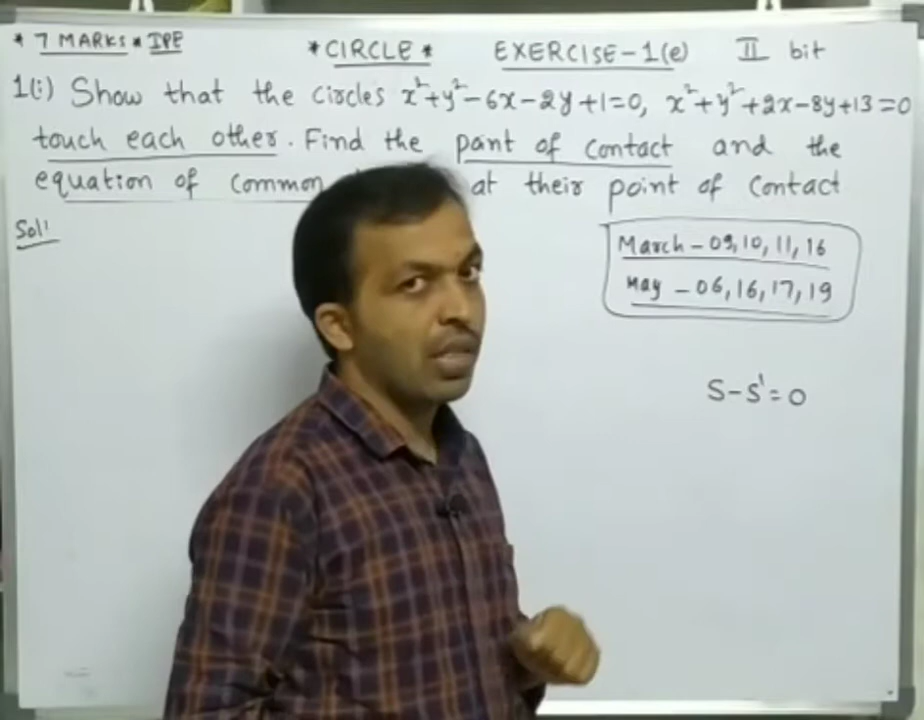 * 7 MARKS * IPE
*CIRCLE* EXERCISE-1(e) II bit
1(i) Show that the circles x²+y²-6x-2y+1=0, x²+y²+2x-8y+13=0
touch each other. Find the point of contact and the
equation of common at their point of contact
Sol!
March - 09, 10, 11, 16
May - 06, 16, 17, 19
S-S'=0